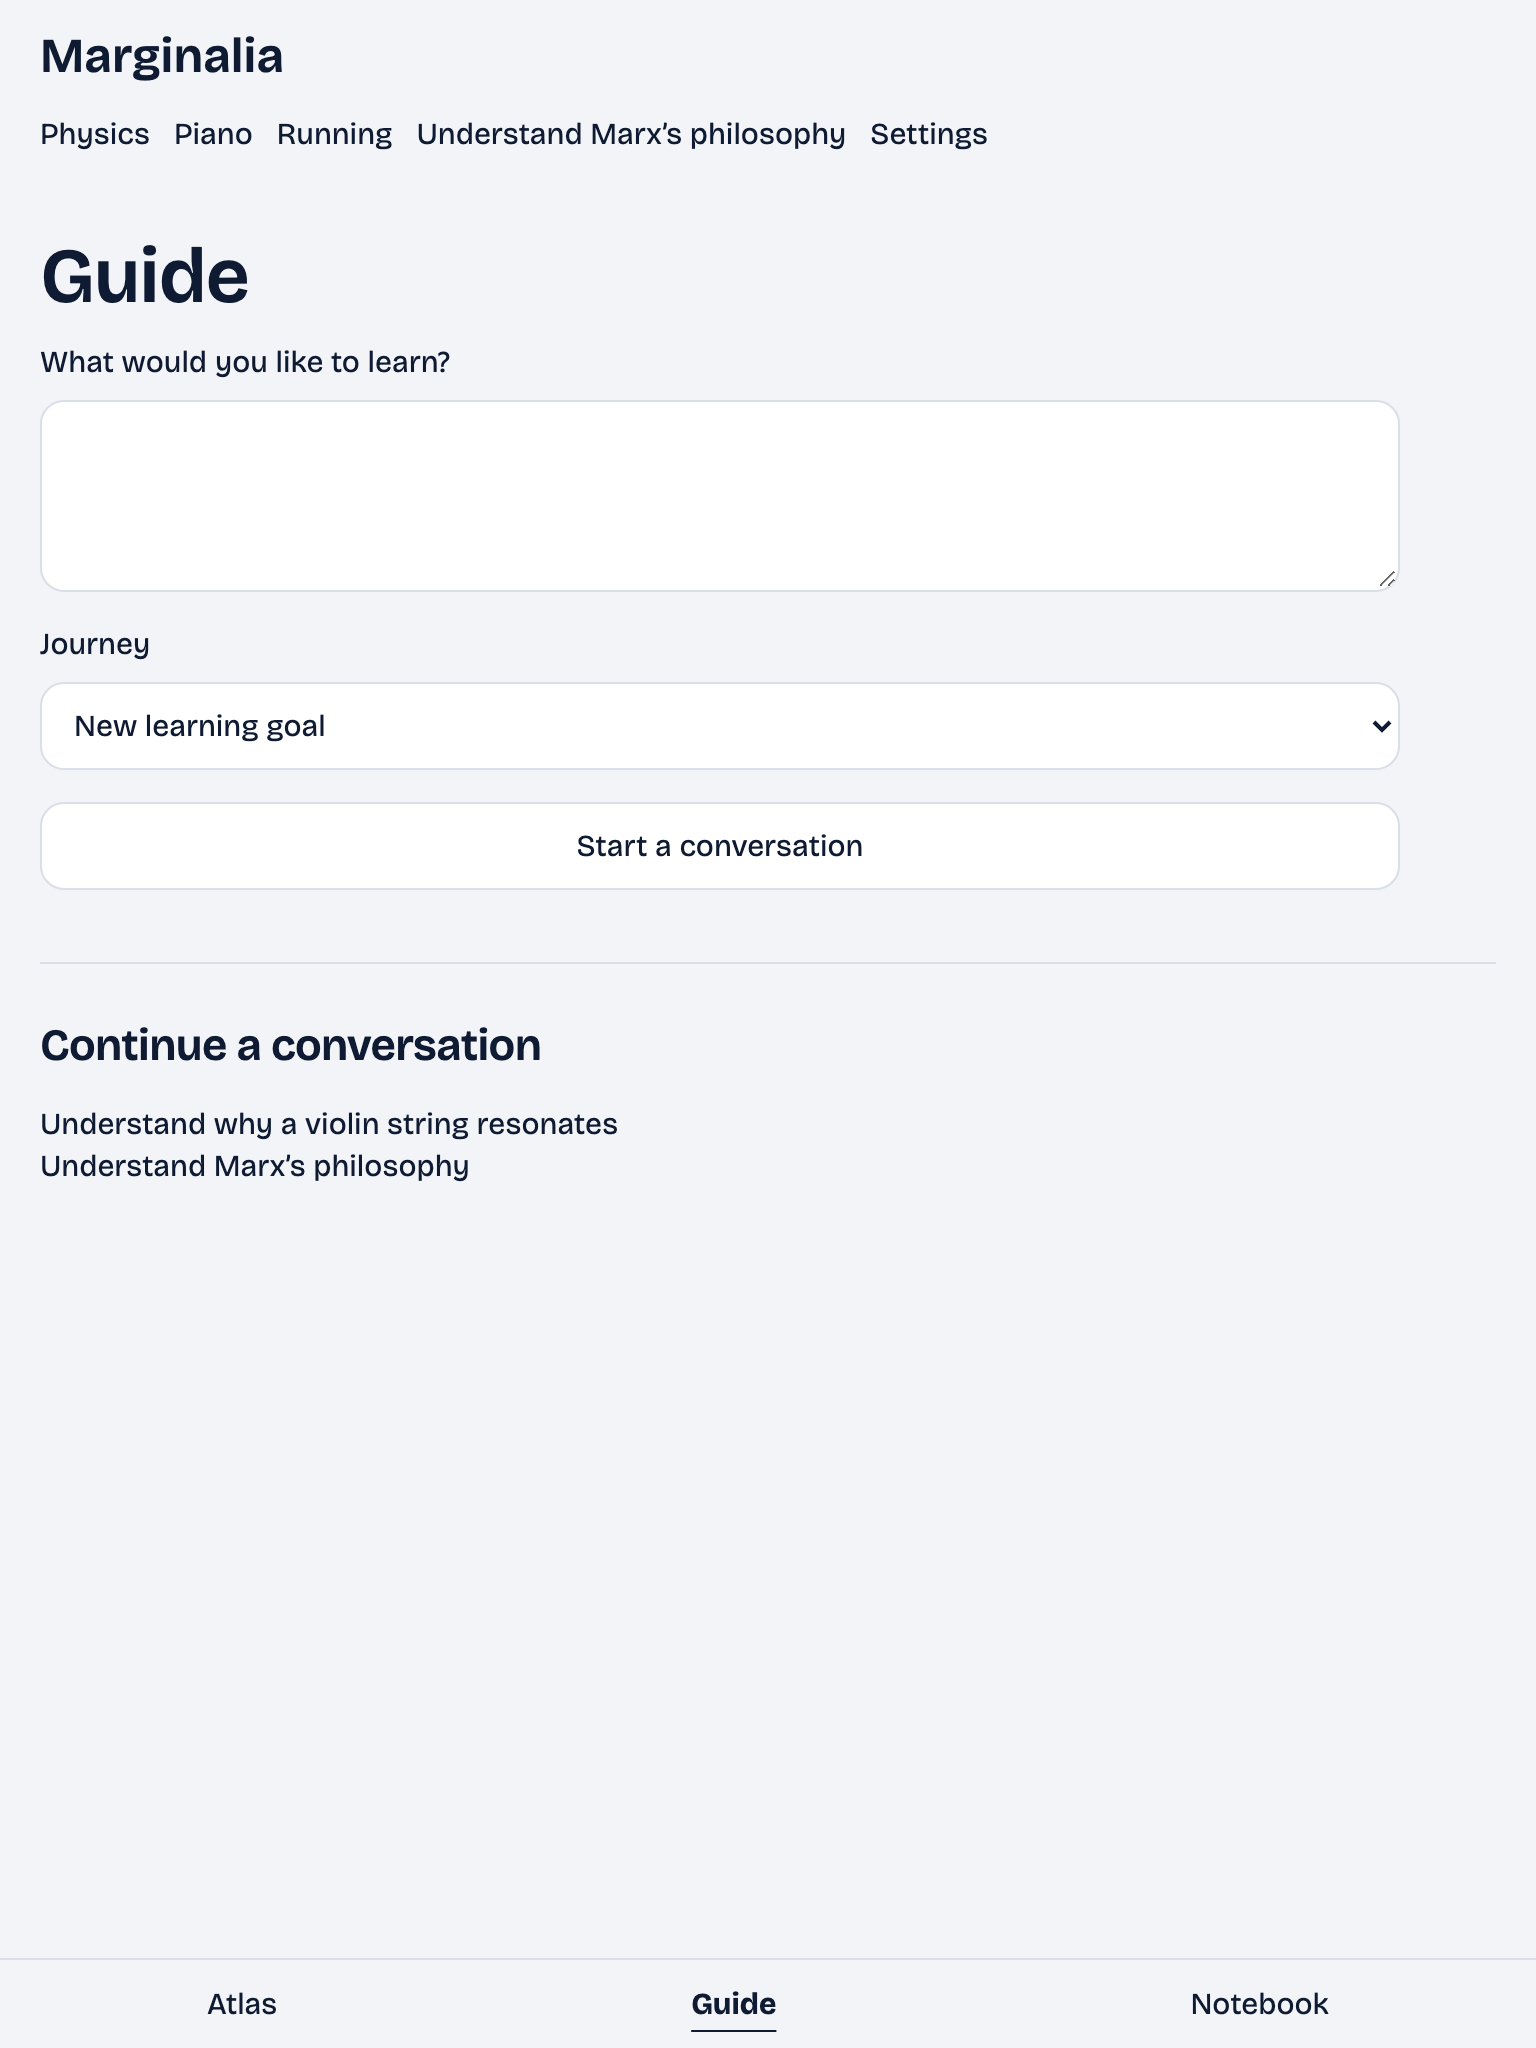 Marginalia
Physics Piano Running Understand Marx’s philosophy Settings
Guide
What would you like to learn?
Journey
New learning goal
Start a conversation
Continue a conversation
Understand why a violin string resonates
Understand Marx’s philosophy
Atlas Guide Notebook